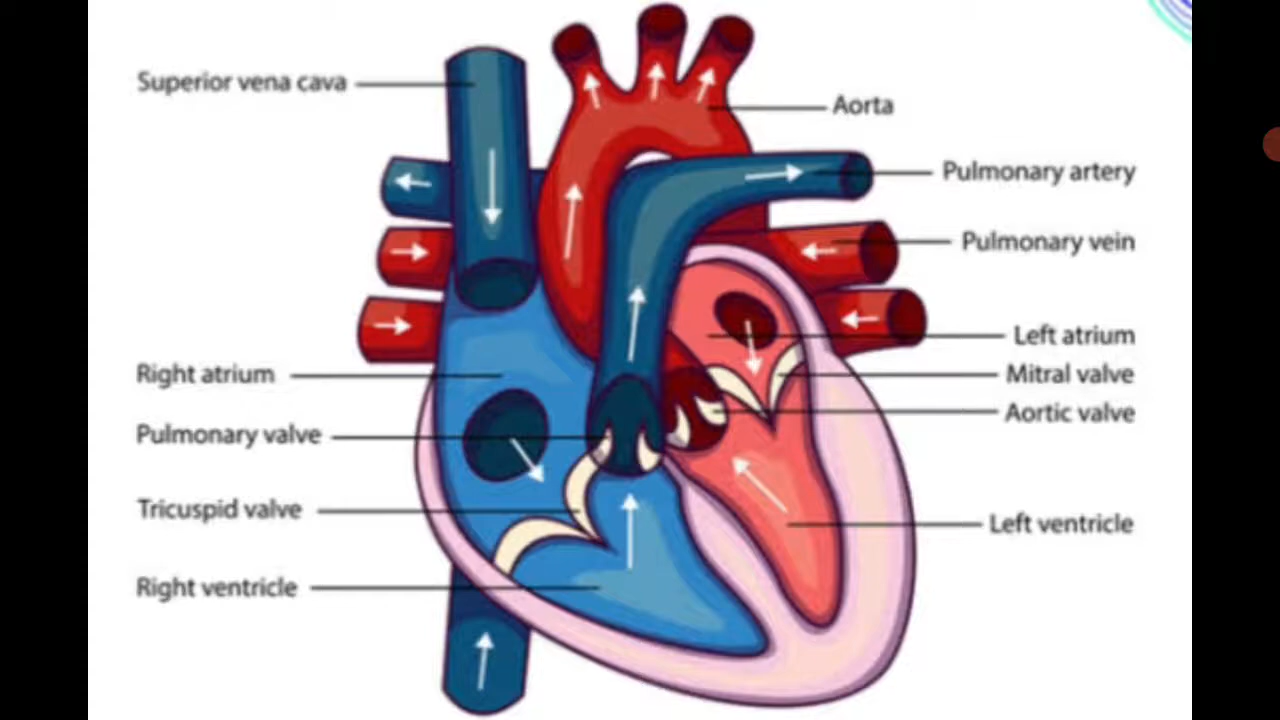 Superior vena cava
Aorta
Pulmonary artery
Pulmonary vein
Left atrium
Right atrium
Mitral valve
Aortic valve
Pulmonary valve
Tricuspid valve
Left ventricle
Right ventricle